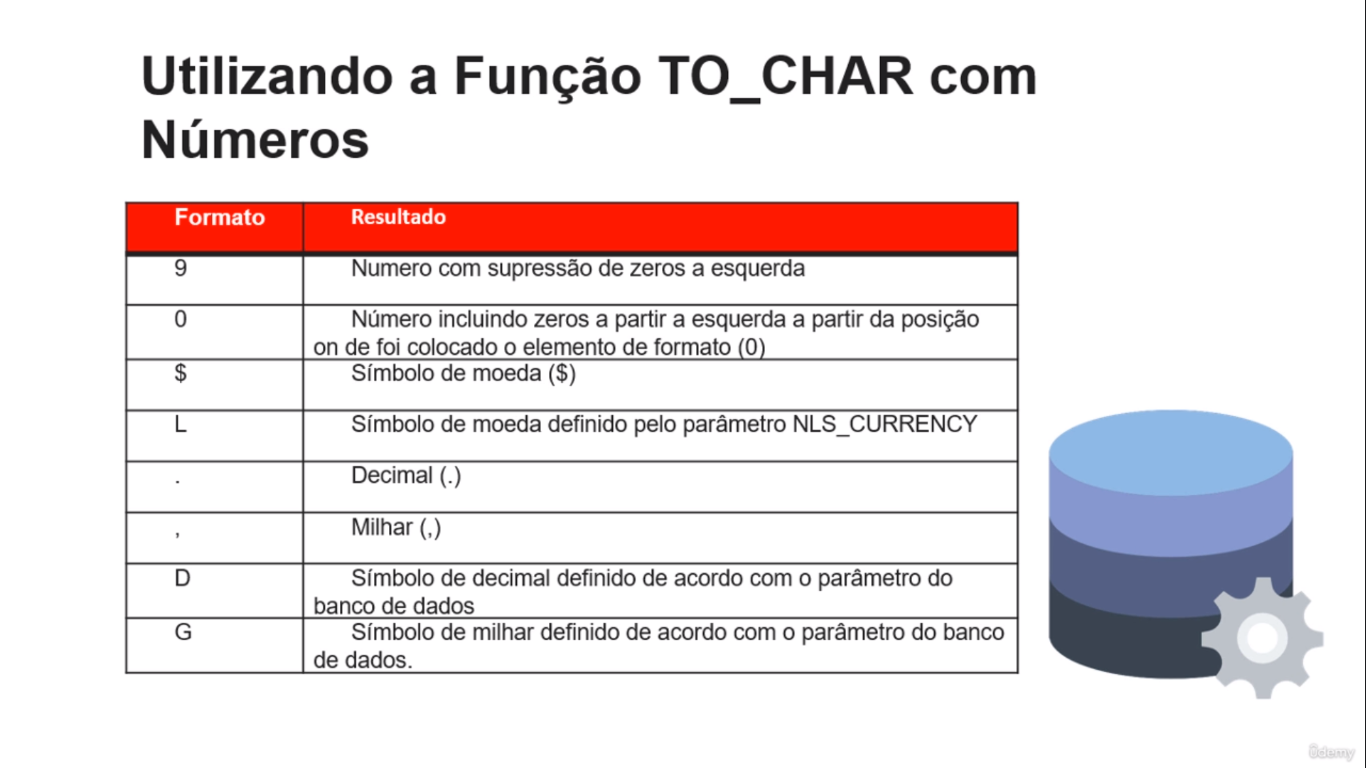 Utilizando a Função TO_CHAR com
Números
Formato Resultado
9 Numero com supressão de zeros a esquerda
0 Número incluindo zeros a partir a esquerda a partir da posição
on de foi colocado o elemento de formato (0)
$ Símbolo de moeda ($)
L Símbolo de moeda definido pelo parâmetro NLS_CURRENCY
. Decimal (.)
, Milhar (,)
D Símbolo de decimal definido de acordo com o parâmetro do
banco de dados
G Símbolo de milhar definido de acordo com o parâmetro do banco
de dados.
ûdemy